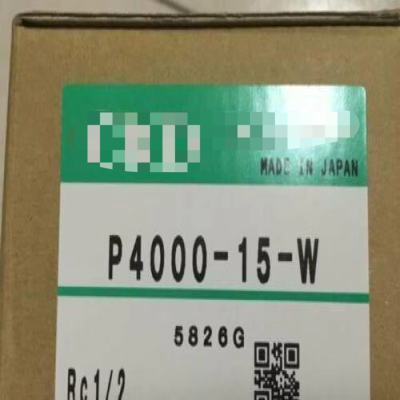 MADE IN JAPAN
P4000-15-W
5826G
Rc1/2